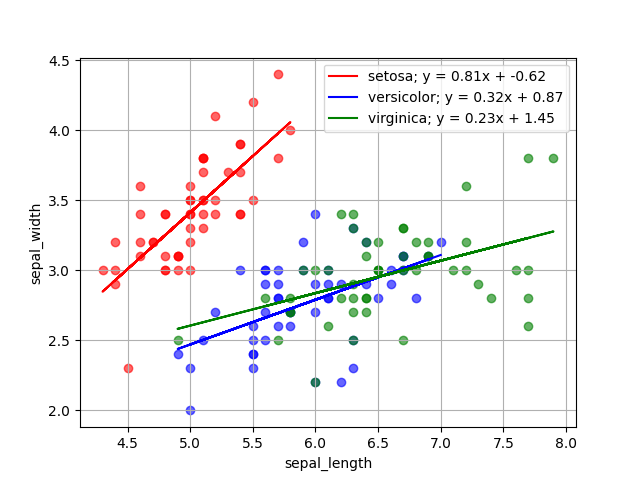 4.5
4.0
3.5
3.0
2.5
2.0
sepal_width
setosa; y = 0.81x + -0.62
versicolor; y = 0.32x + 0.87
virginica; y = 0.23x + 1.45
4.5 5.0 5.5 6.0 6.5 7.0 7.5 8.0
sepal_length